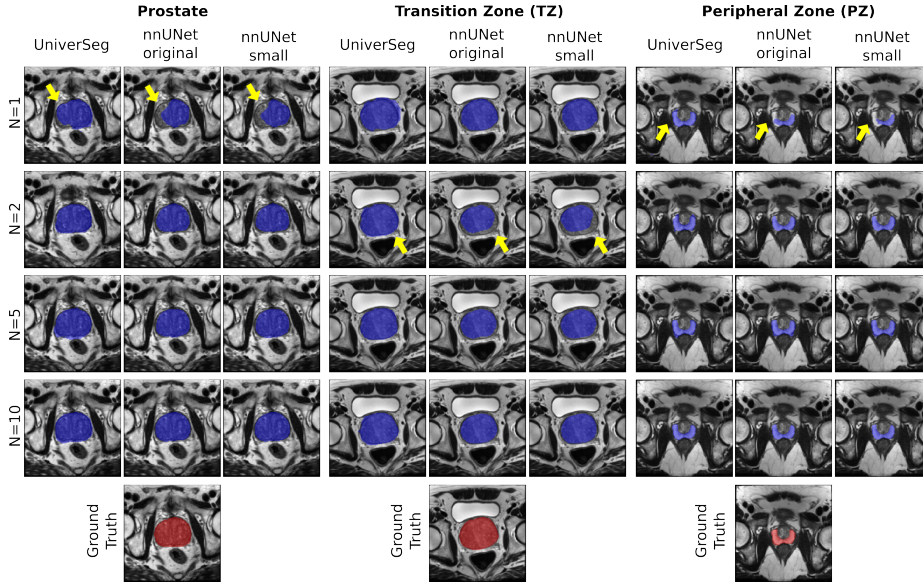 Prostate
Transition Zone (TZ)
Peripheral Zone (PZ)
UniverSeg
nnUNet
original
nnUNet
small
UniverSeg
nnUNet
original
nnUNet
small
UniverSeg
nnUNet
original
nnUNet
small
N=1
N=2
N=5
N=10
Ground
Truth
Ground
Truth
Ground
Truth